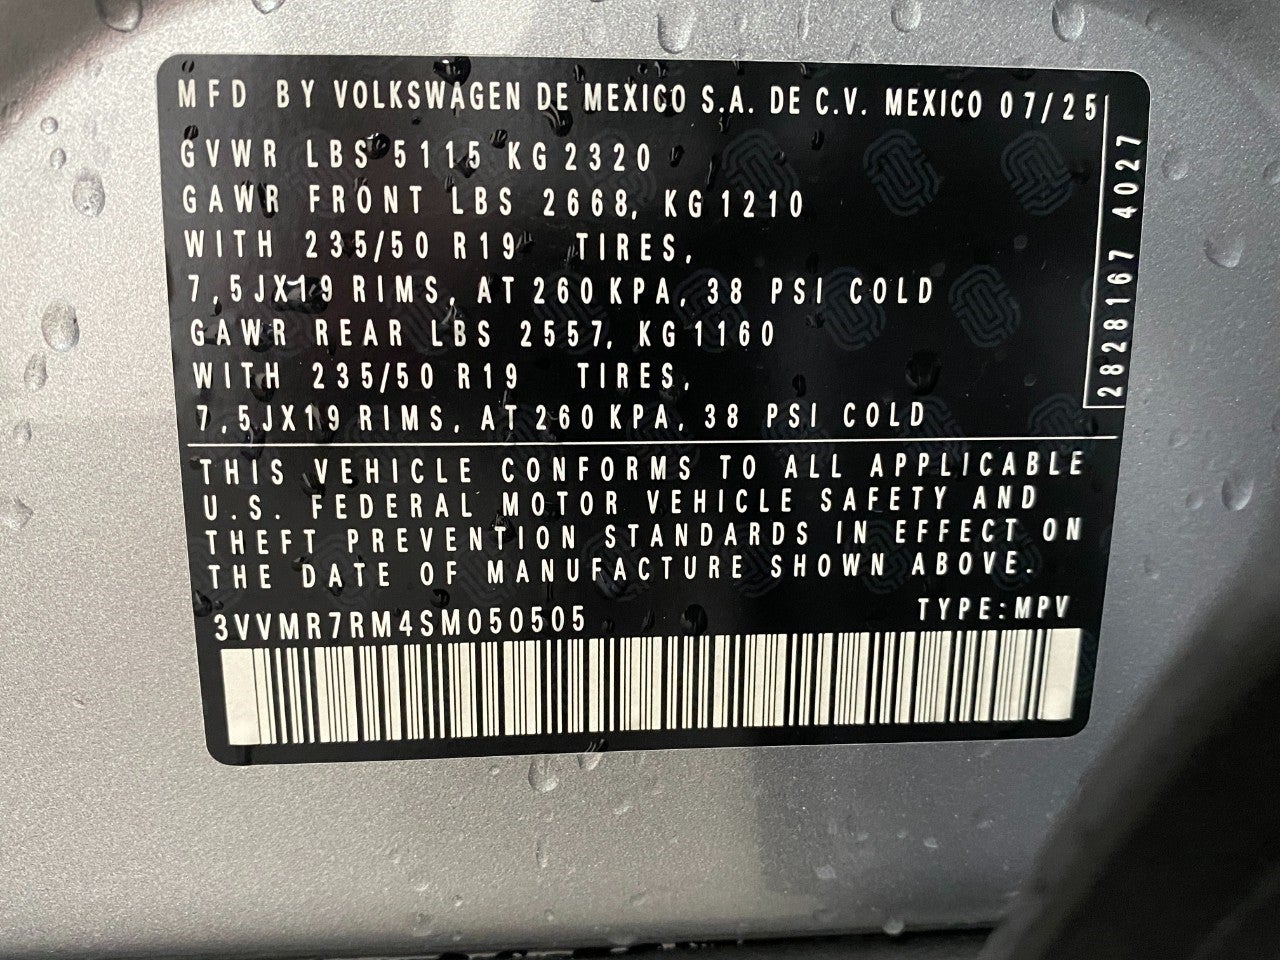 MFD BY VOLKSWAGEN DE MEXICO S.A. DE C.V. MEXICO 07/25
GVWR LBS 5115 KG 2320
GAWR FRONT LBS 2668, KG 1210
WITH 235/50 R19 TIRES,
7,5JX19 RIMS, AT 260 KPA, 38 PSI COLD
GAWR REAR LBS 2557, KG 1160
WITH 235/50 R19 TIRES,
7,5JX19 RIMS, AT 260 KPA, 38 PSI COLD
2828167 4027
THIS VEHICLE CONFORMS TO ALL APPLICABLE
U.S. FEDERAL MOTOR VEHICLE SAFETY AND
THEFT PREVENTION STANDARDS IN EFFECT ON
THE DATE OF MANUFACTURE SHOWN ABOVE.
3VVMR7RM4SM050505 TYPE: MPV